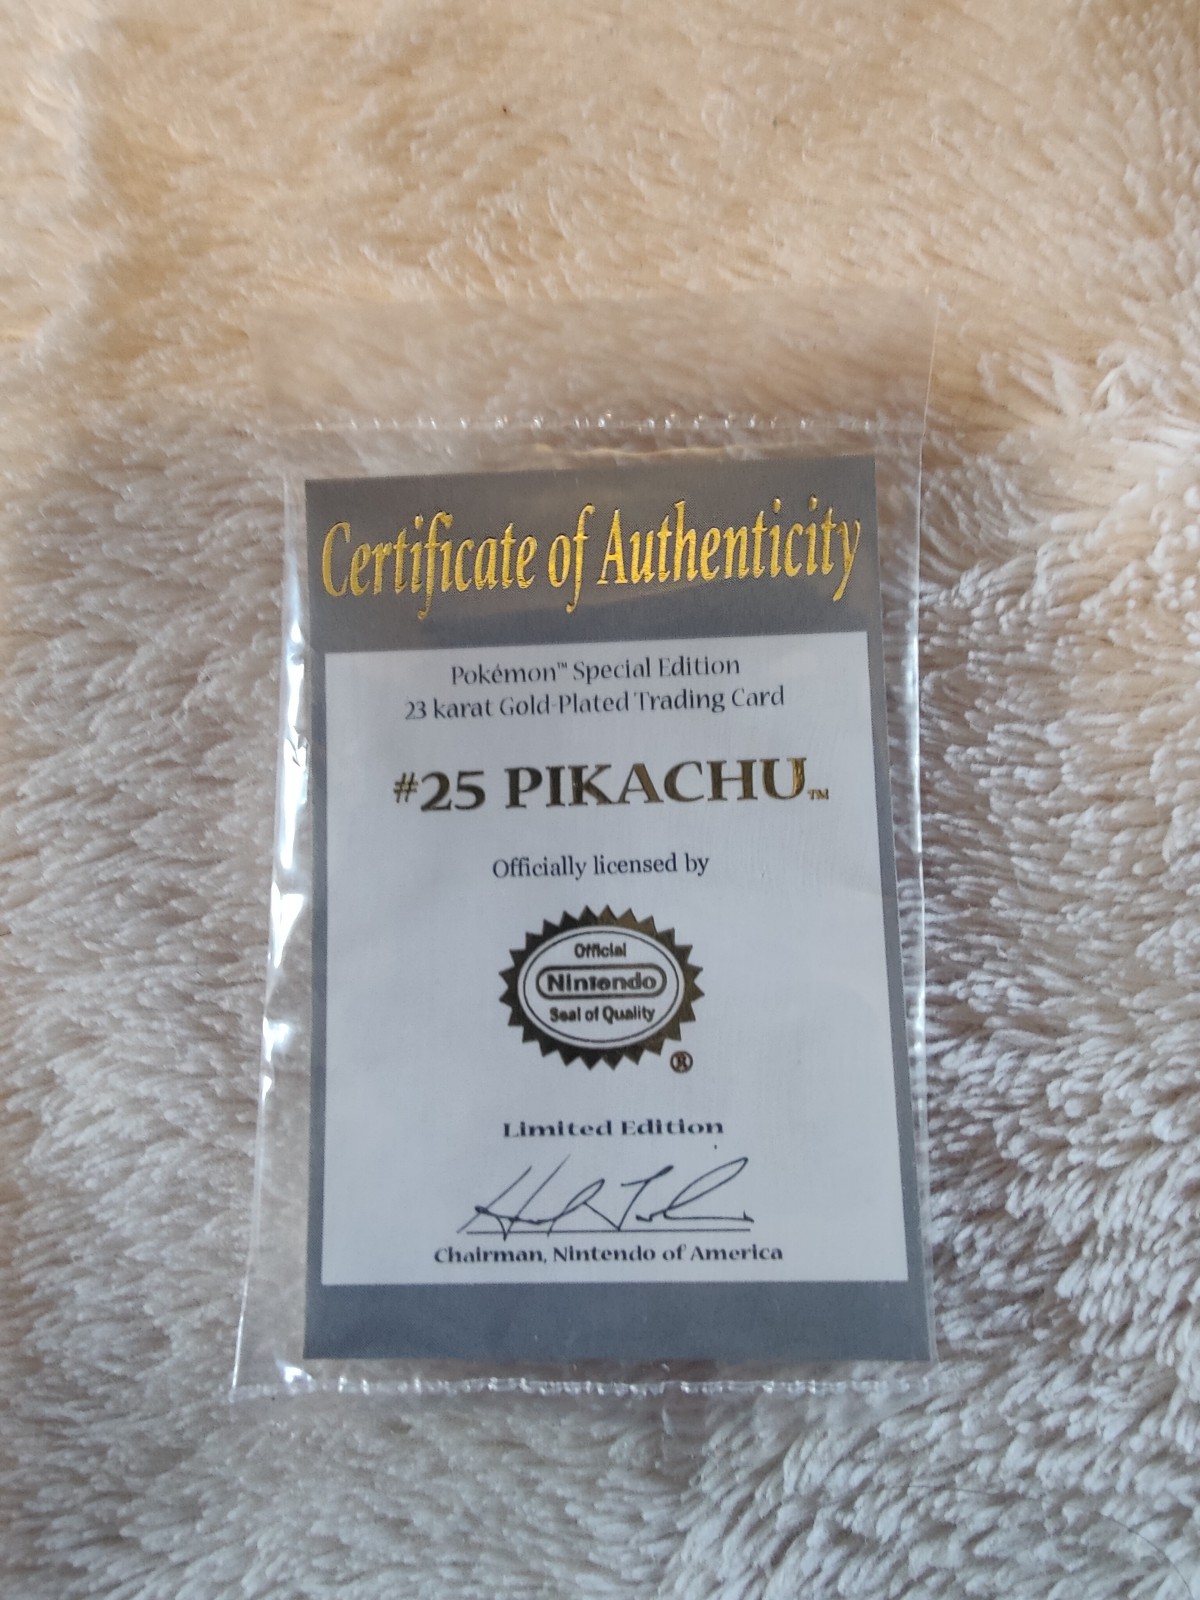 Certificate of Authenticity
Pokémon™ Special Edition
23 karat Gold-Plated Trading Card
#25 PIKACHU™
Officially licensed by
Official
Nintendo
Seal of Quality
®
Limited Edition
Chairman, Nintendo of America